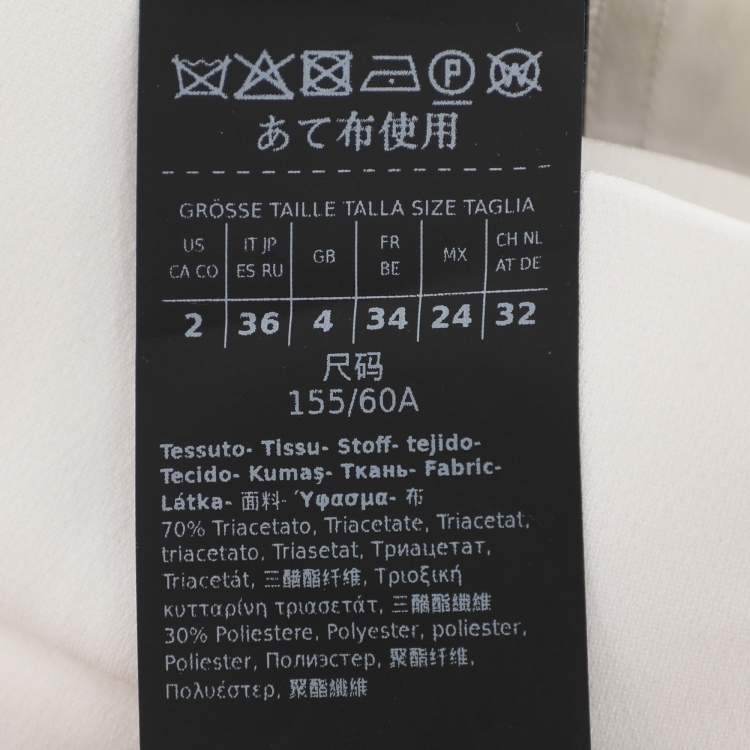 P W
あて布使用
GRÖSSE TAILLE TALLA SIZE TAGLIA
US CA CO IT JP ES RU GB FR BE MX CH NL AT DE
2 36 4 34 24 32
尺码
155/60A
Tessuto- Tissu- Stoff- tejido-
Tecido- Kumaş- Ткань- Fabric-
Látka- 面料- Ύφασμα- 布
70% Triacetato, Triacetate, Triacetat,
triacetato, Triasetat, Триацетат,
Triacetát, 三醋酯纤维, Τριοξική
κυτταρίνη τριασετάτ, 三醋酯纖維
30% Poliestere, Polyester, poliester,
Poliester, Полиэстер, 聚酯纤维,
Πολυέστερ, 聚酯纖維